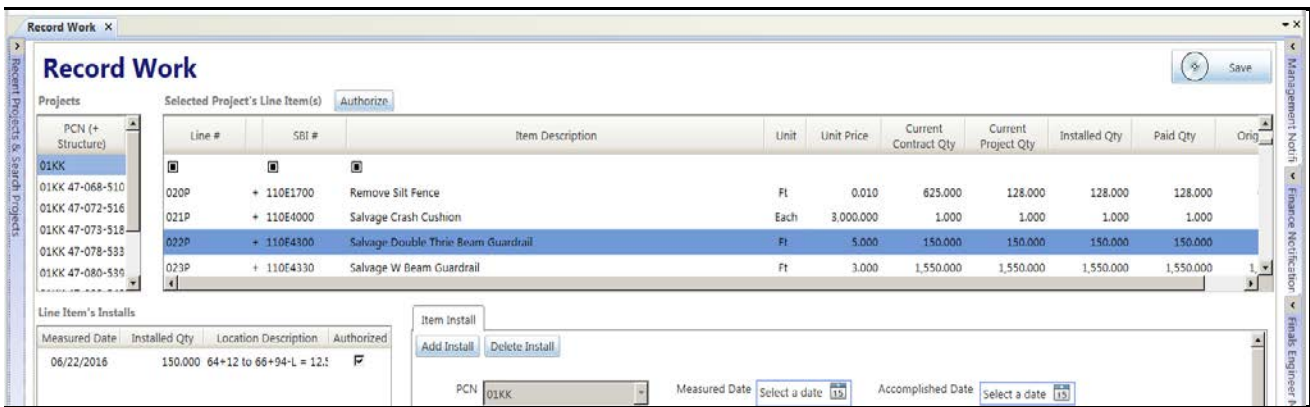 Record Work ×
Recent Projects & Search Projects
Record Work
Save
Projects
Selected Project's Line Item(s) Authorize
PCN (+ Structure)
01KK
01KK 47-068-510
01KK 47-072-516
01KK 47-073-518
01KK 47-078-533
01KK 47-080-539
Line # SBI # Item Description Unit Unit Price Current Contract Qty Current Project Qty Installed Qty Paid Qty Orig
020P + 110E1700 Remove Silt Fence Ft 0.010 625.000 128.000 128.000 128.000
021P + 110E4000 Salvage Crash Cushion Each 3,000.000 1.000 1.000 1.000 1.000
022P + 110E4300 Salvage Double Thrie Beam Guardrail Ft 5.000 150.000 150.000 150.000 150.000
023P + 110E4330 Salvage W Beam Guardrail Ft 3.000 1,550.000 1,550.000 1,550.000 1,550.000 1,
Line Item's Installs
Measured Date Installed Qty Location Description Authorized
06/22/2016 150.000 64+12 to 66+94-L = 12.5
Item Install
Add Install Delete Install
PCN 01KK Measured Date Select a date 15 Accomplished Date Select a date 15
Management Notifi
Finance Notification
Finals Engineer N